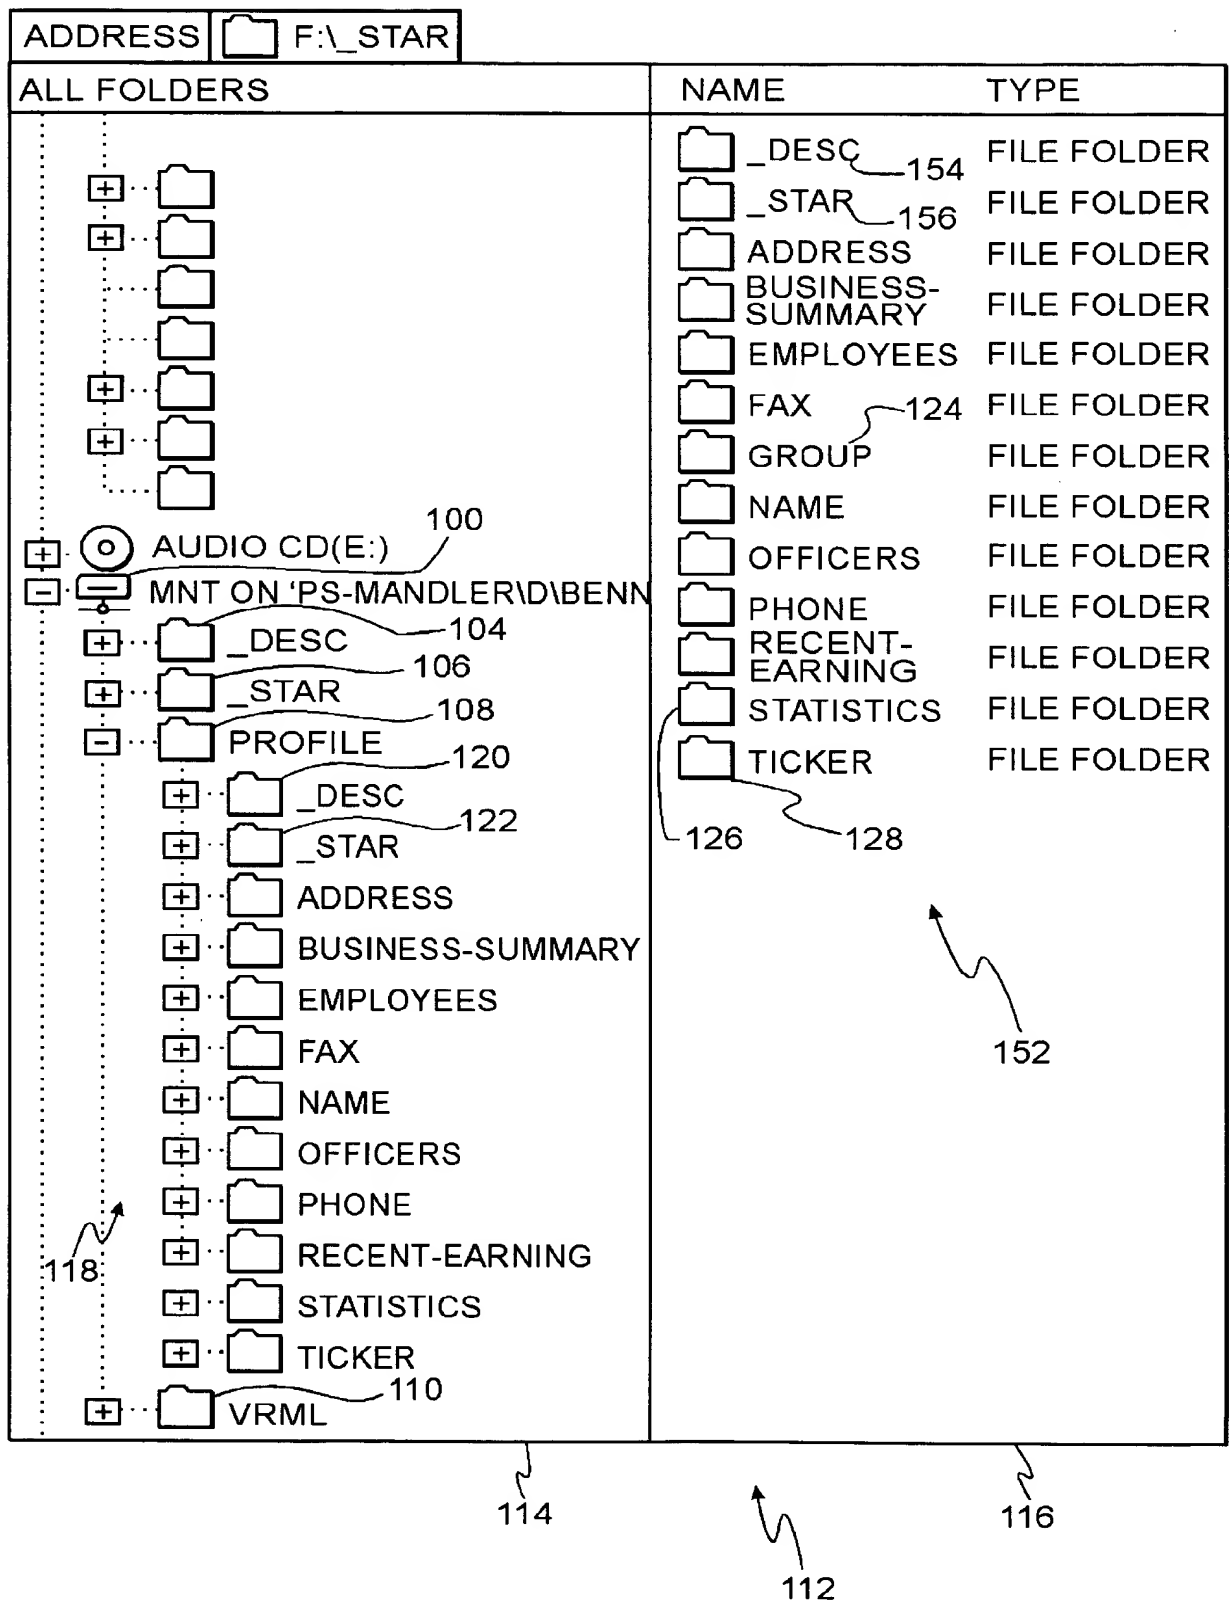 ADDRESS F:\_STAR
ALL FOLDERS
100
AUDIO CD(E:)
MNT ON 'PS-MANDLER\D\BENN
_DESC 104
_STAR 106
PROFILE 108
_DESC 120
_STAR 122
ADDRESS
BUSINESS-SUMMARY
EMPLOYEES
FAX
NAME
OFFICERS
PHONE
118
RECENT-EARNING
STATISTICS
TICKER
VRML 110
NAME TYPE
_DESC 154 FILE FOLDER
_STAR 156 FILE FOLDER
ADDRESS FILE FOLDER
BUSINESS-
SUMMARY FILE FOLDER
EMPLOYEES FILE FOLDER
FAX 124 FILE FOLDER
GROUP FILE FOLDER
NAME FILE FOLDER
OFFICERS FILE FOLDER
PHONE FILE FOLDER
RECENT-
EARNING FILE FOLDER
STATISTICS FILE FOLDER
TICKER FILE FOLDER
126 128
152
114 116
112